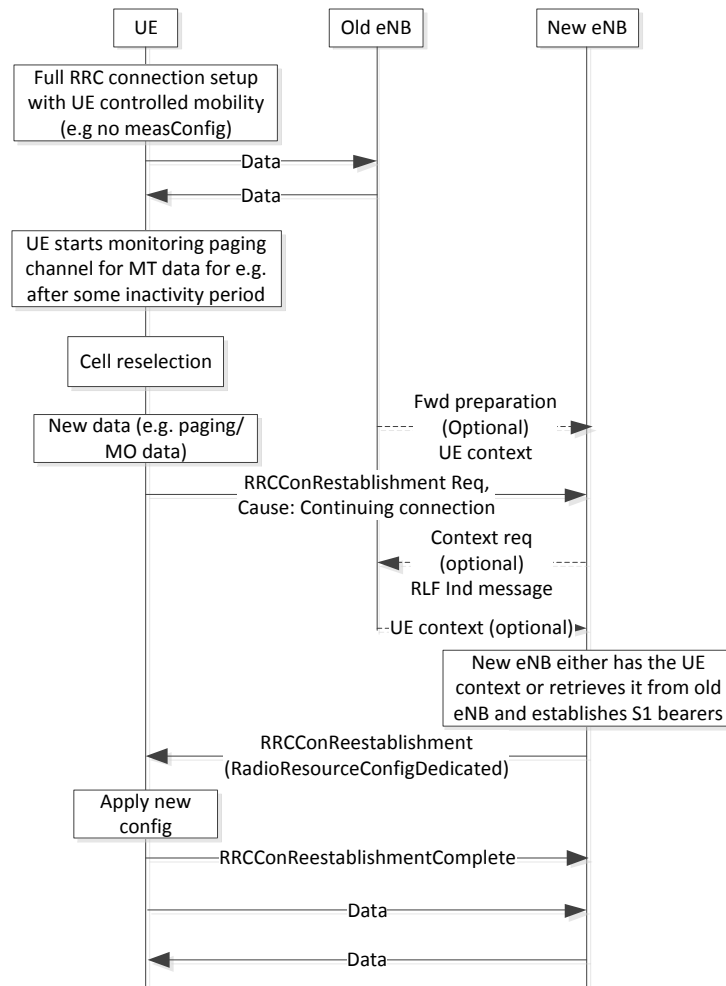 UE
Old eNB
New eNB
Full RRC connection setup
with UE controlled mobility
(e.g no measConfig)
Data
Data
UE starts monitoring paging
channel for MT data for e.g.
after some inactivity period
Cell reselection
New data (e.g. paging/
MO data)
Fwd preparation
(Optional)
UE context
RRCConRestablishment Req,
Cause: Continuing connection
Context req
(optional)
RLF Ind message
UE context (optional)
New eNB either has the UE
context or retrieves it from old
eNB and establishes S1 bearers
RRCConReestablishment
(RadioResourceConfigDedicated)
Apply new
config
RRCConReestablishmentComplete
Data
Data